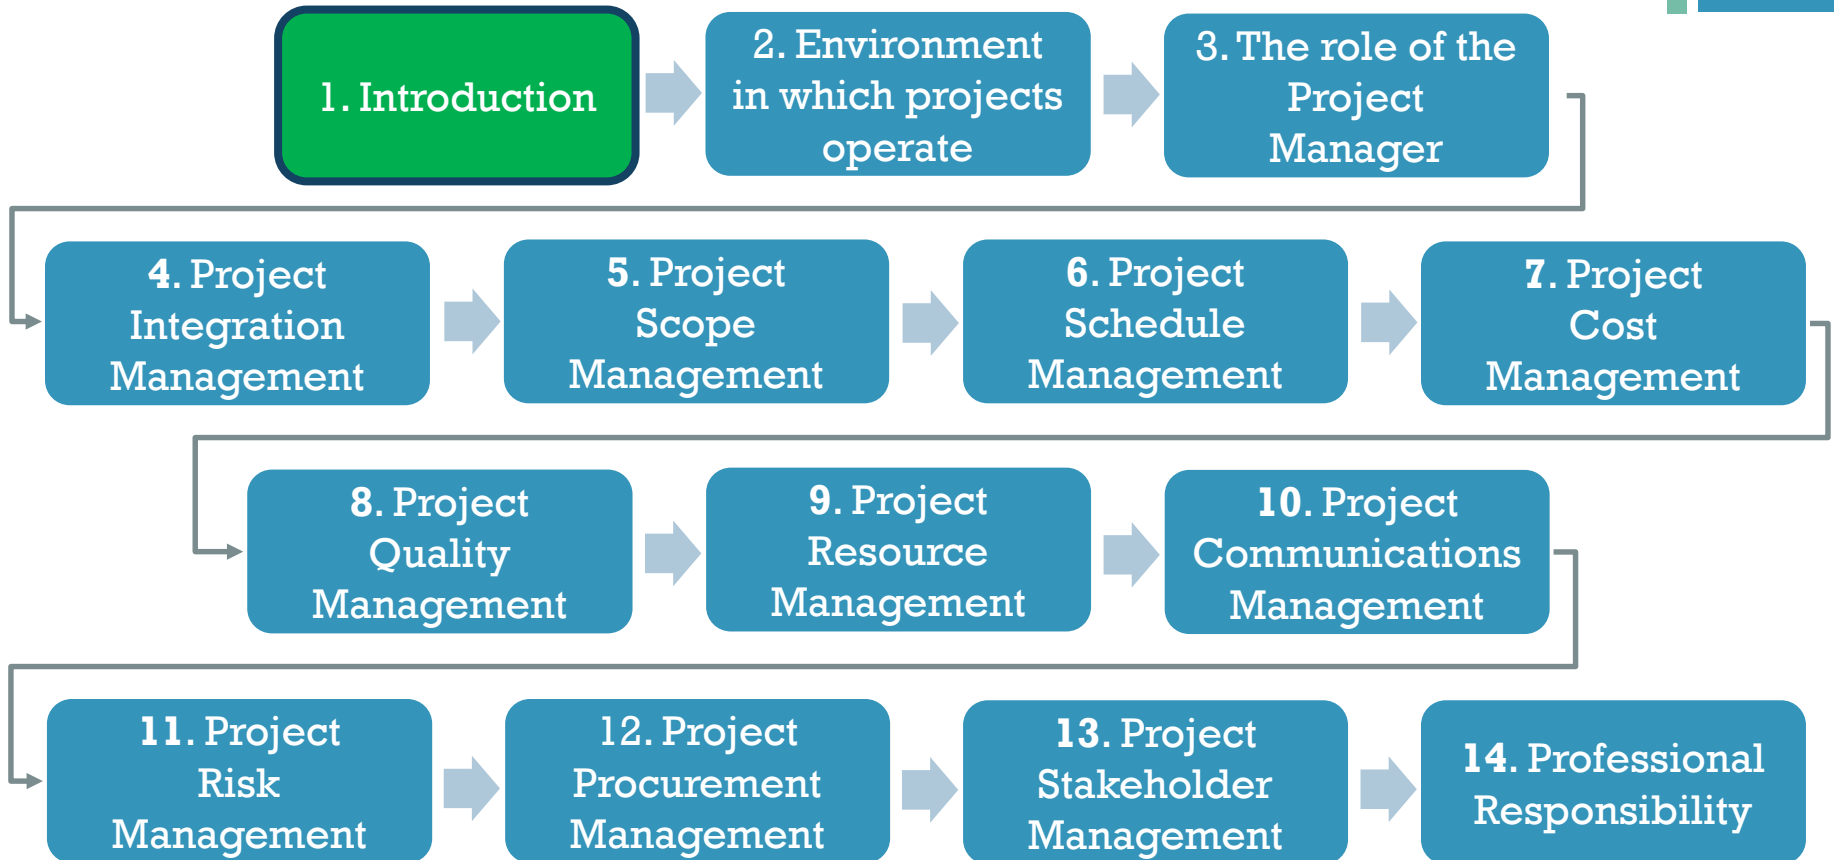 1. Introduction
2. Environment
in which projects
operate
3. The role of the
Project
Manager
4. Project
Integration
Management
5. Project
Scope
Management
6. Project
Schedule
Management
7. Project
Cost
Management
8. Project
Quality
Management
9. Project
Resource
Management
10. Project
Communications
Management
11. Project
Risk
Management
12. Project
Procurement
Management
13. Project
Stakeholder
Management
14. Professional
Responsibility